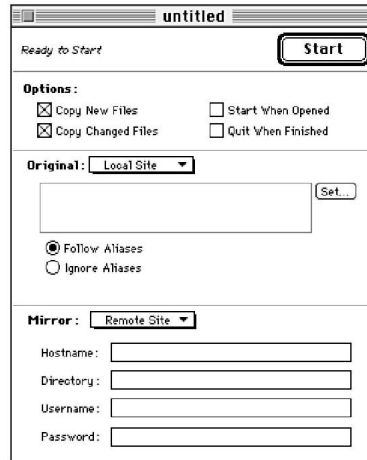 untitled
Ready to Start Start
Options:
Copy New Files Start When Opened
Copy Changed Files Quit When Finished
Original: Local Site
Set...
Follow Aliases
Ignore Aliases
Mirror: Remote Site
Hostname:
Directory:
Username:
Password: